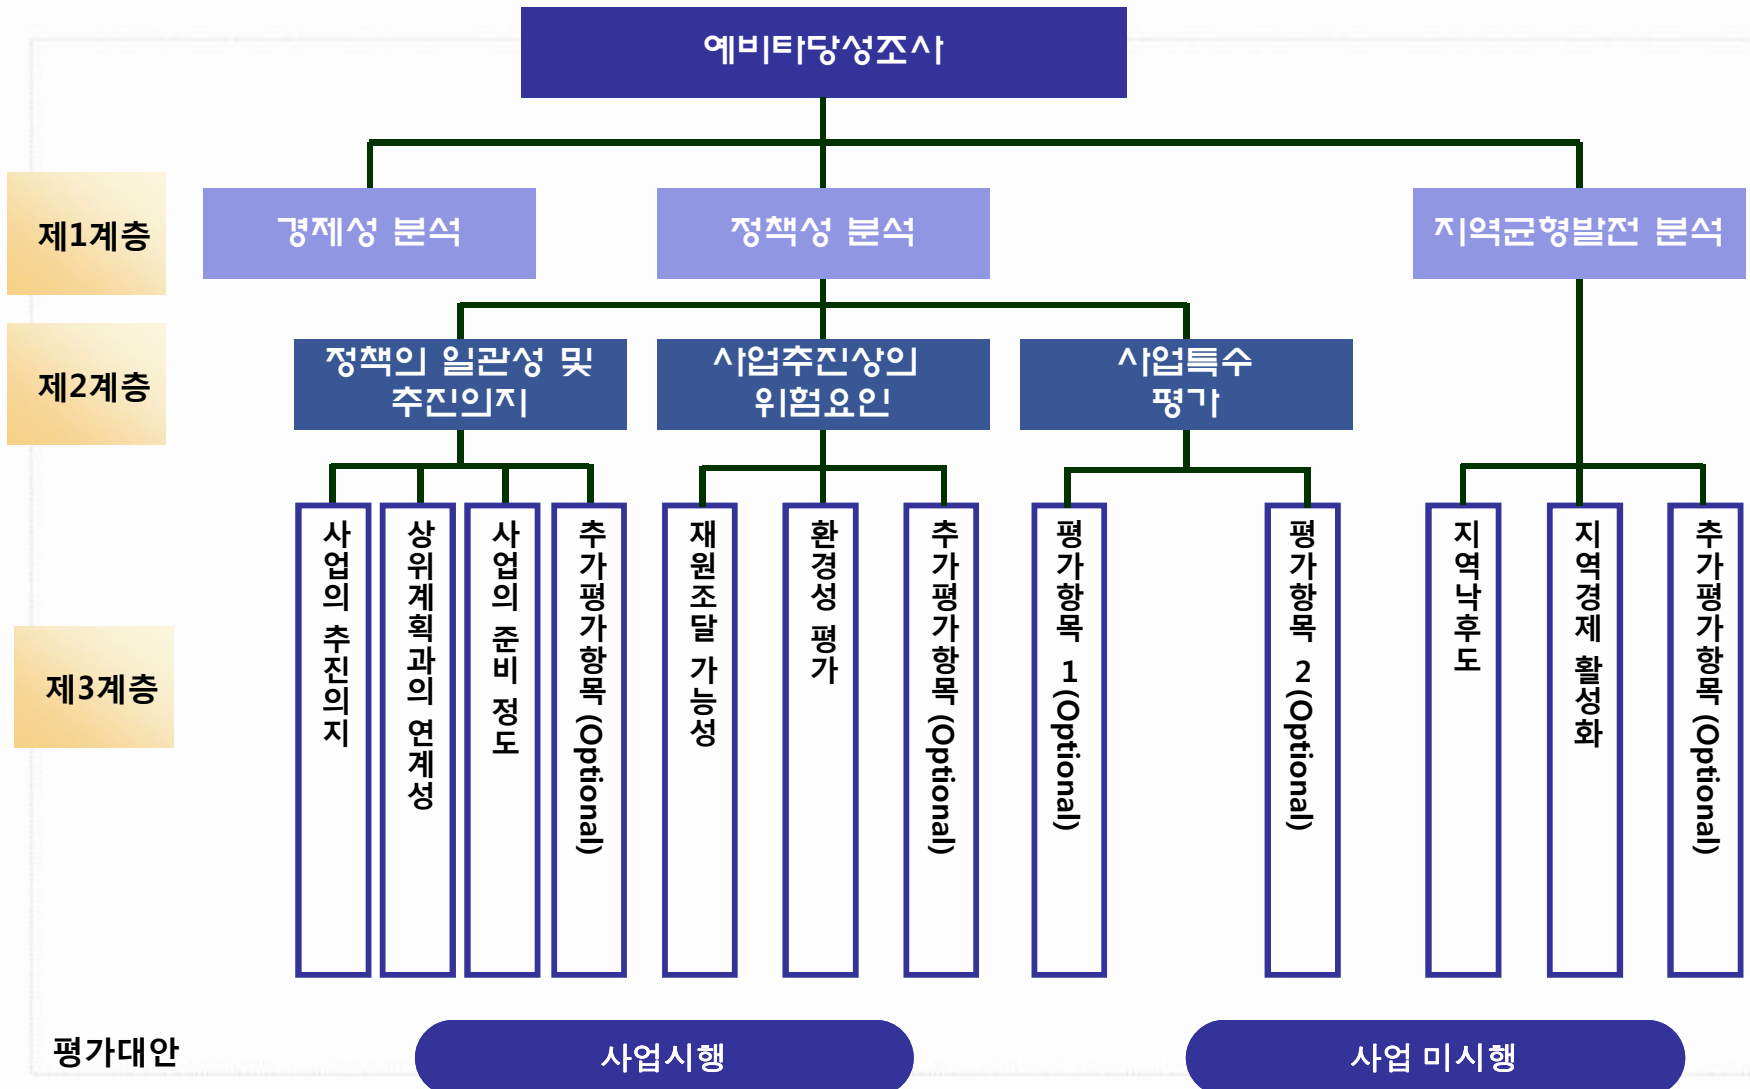 예비타당성조사
제1계층
경제성 분석
정책성 분석
지역균형발전 분석
제2계층
정책의 일관성 및
추진의지
사업추진상의
위험요인
사업특수
평가
제3계층
사업의 추진의지
상위계획과의 연계성
사업의 준비 정도
추가평가항목(Optional)
재원조달 가능성
환경성 평가
추가평가항목(Optional)
평가항목 1(Optional)
평가항목 2(Optional)
지역낙후도
지역경제 활성화
추가평가항목(Optional)
평가대안
사업시행
사업 미시행